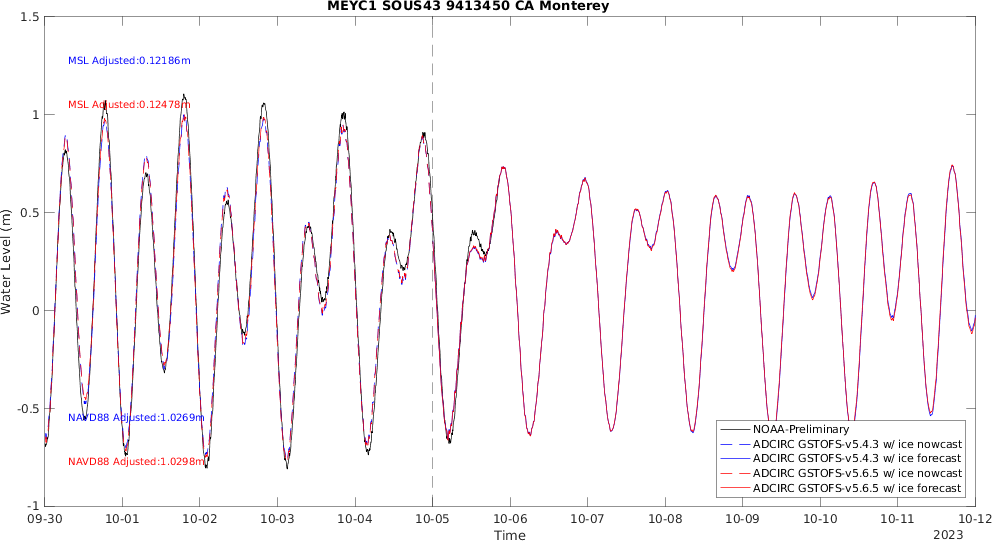 MEYC1 SOUS43 9413450 CA Monterey
1.5
1
0.5
0
-0.5
-1
Water Level (m)
MSL Adjusted:0.12186m
MSL Adjusted:0.12478m
NAVD88 Adjusted:1.0269m
NAVD88 Adjusted:1.0298m
NOAA-Preliminary
ADCIRC GSTOFS-v5.4.3 w/ ice nowcast
ADCIRC GSTOFS-v5.4.3 w/ ice forecast
ADCIRC GSTOFS-v5.6.5 w/ ice nowcast
ADCIRC GSTOFS-v5.6.5 w/ ice forecast
09-30 10-01 10-02 10-03 10-04 10-05 10-06 10-07 10-08 10-09 10-10 10-11 10-12
Time
2023